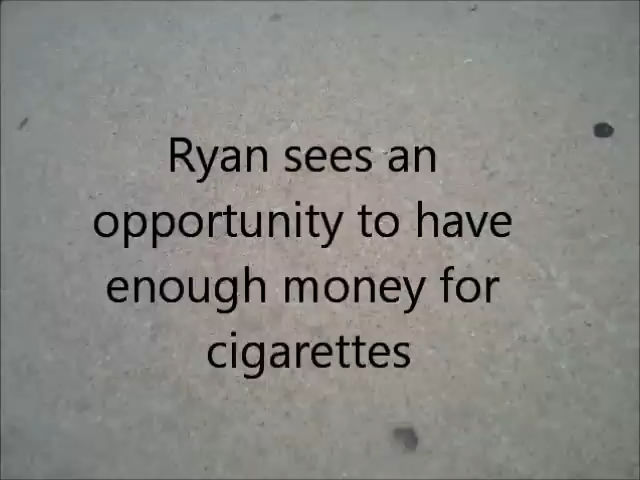 Ryan sees an
opportunity to have
enough money for
cigarettes